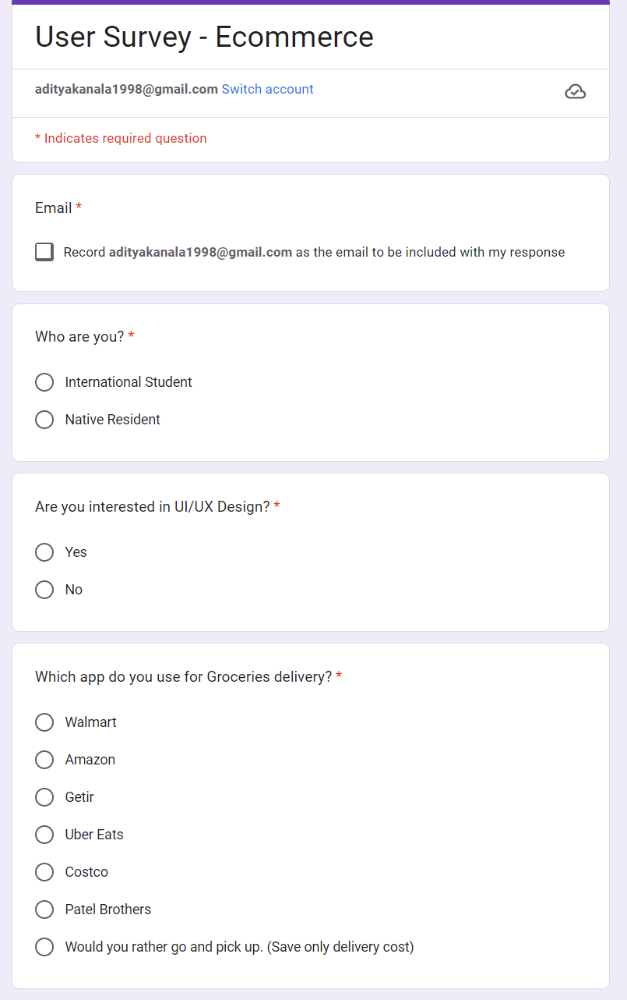 User Survey - Ecommerce
adityakanala1998@gmail.com Switch account
* Indicates required question
Email *
Record adityakanala1998@gmail.com as the email to be included with my response
Who are you? *
International Student
Native Resident
Are you interested in UI/UX Design? *
Yes
No
Which app do you use for Groceries delivery? *
Walmart
Amazon
Getir
Uber Eats
Costco
Patel Brothers
Would you rather go and pick up. (Save only delivery cost)